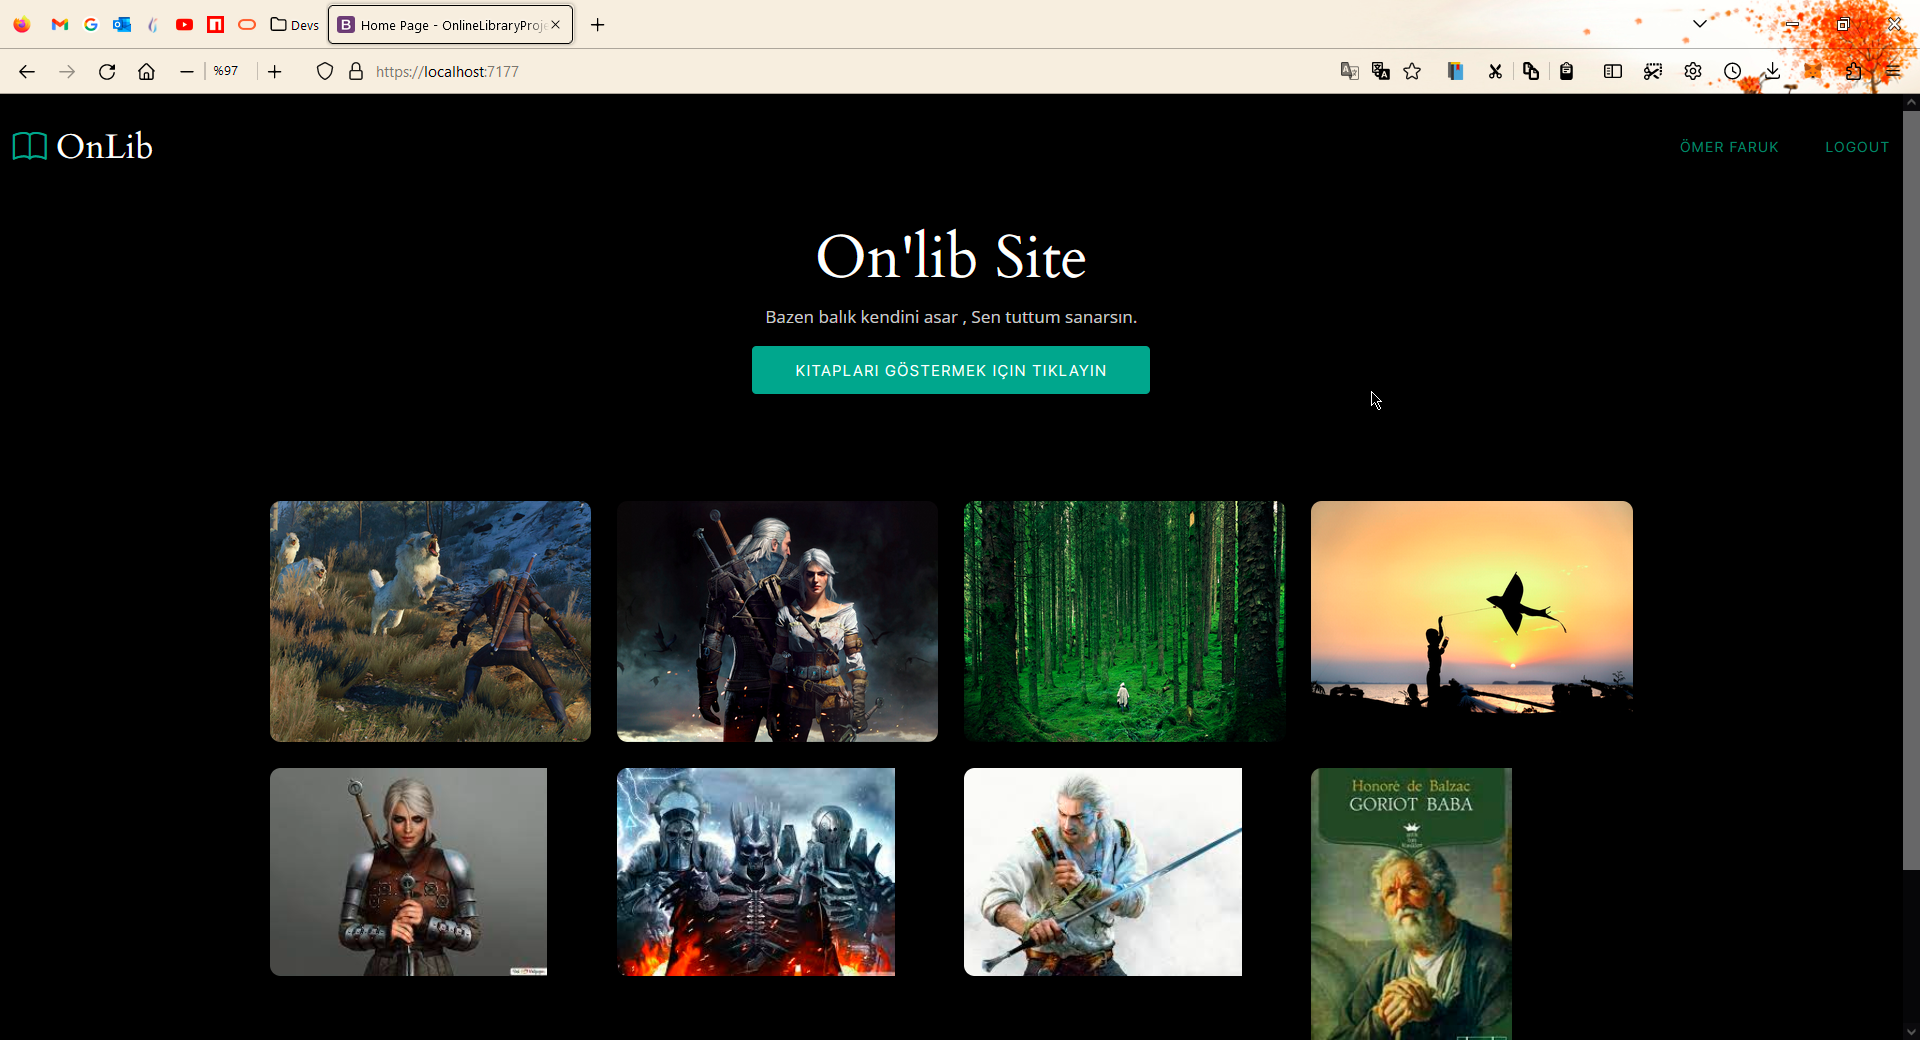 Devs
Home Page - OnlineLibraryProje
%97
https://localhost:7177
OnLib
ÖMER FARUK
LOGOUT
On'lib Site
Bazen balık kendini asar , Sen tuttum sanarsın.
KITAPLARI GÖSTERMEK IÇIN TIKLAYIN
Honoré de Balzac
GORIOT BABA